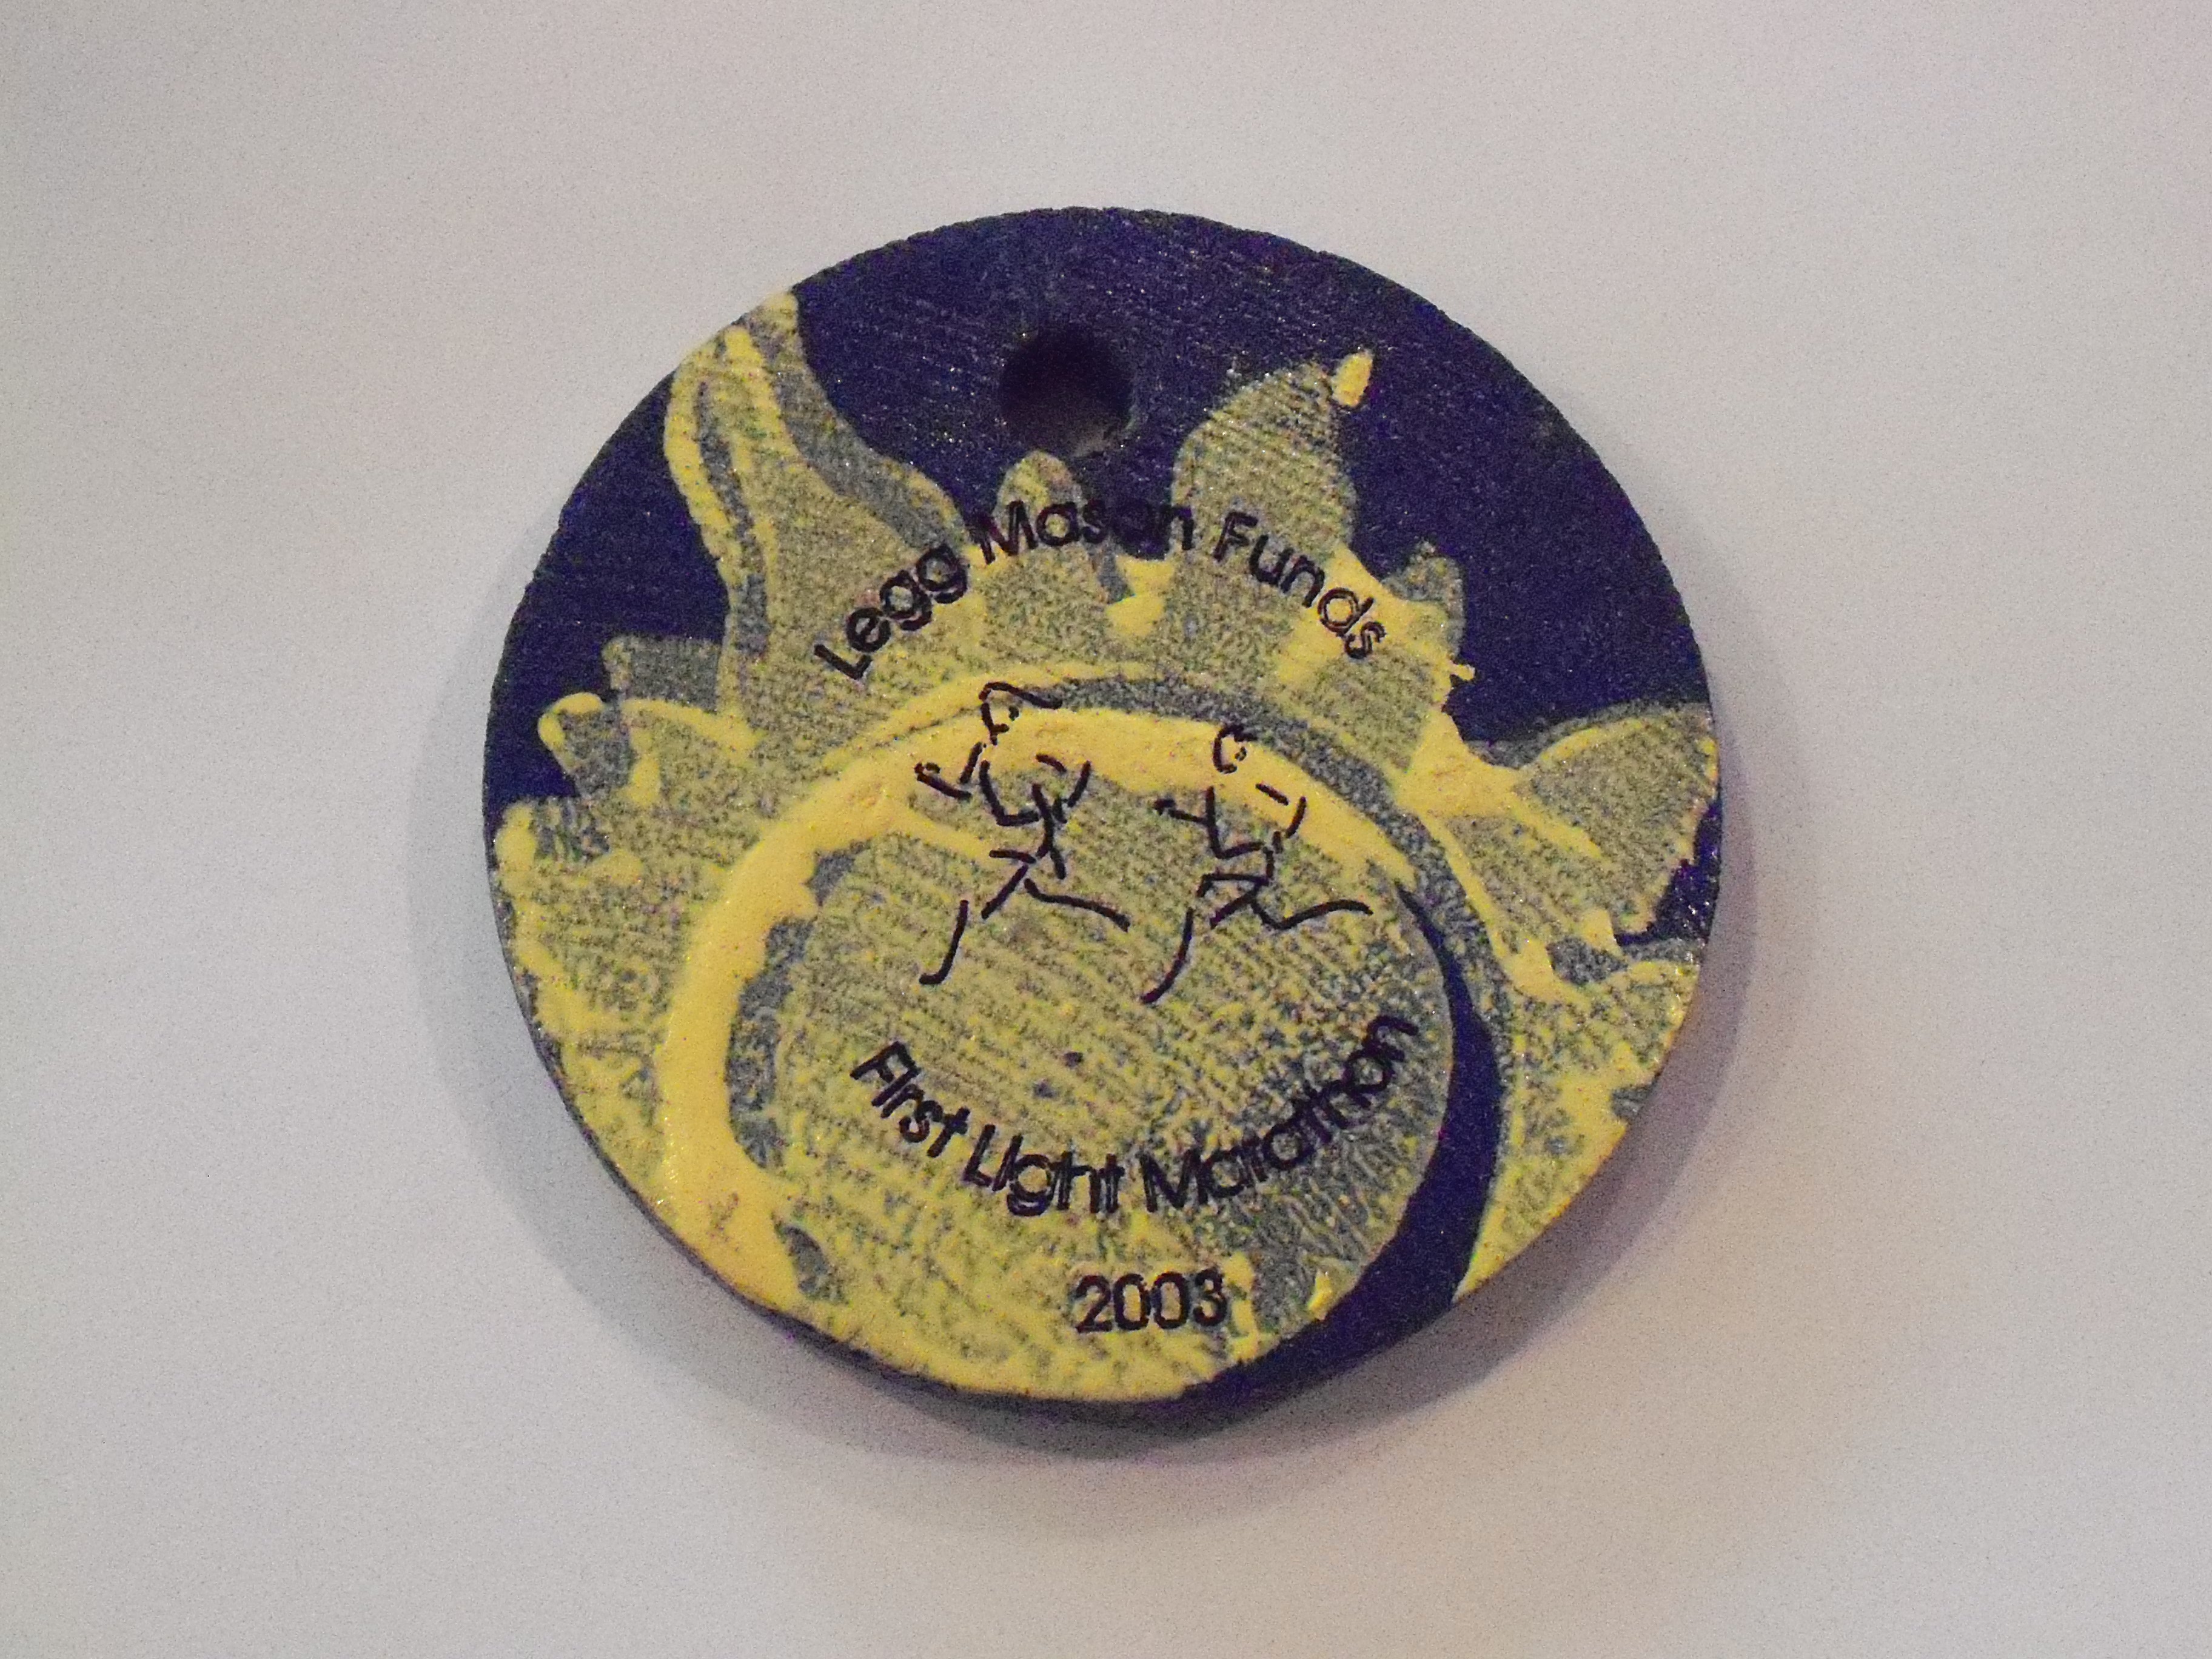 Legg Mason Funds
First Light Marathon
2003